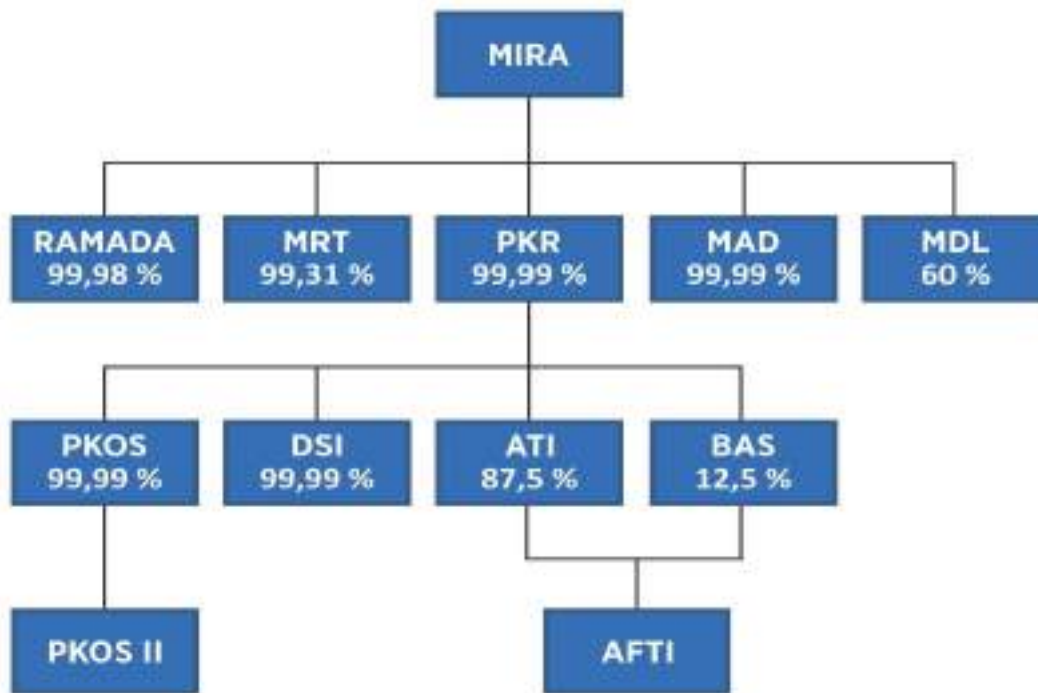 MIRA
RAMADA
99,98 %
MRT
99,31 %
PKR
99,99 %
MAD
99,99 %
MDL
60 %
PKOS
99,99 %
DSI
99,99 %
ATI
87,5 %
BAS
12,5 %
PKOS II
AFTI